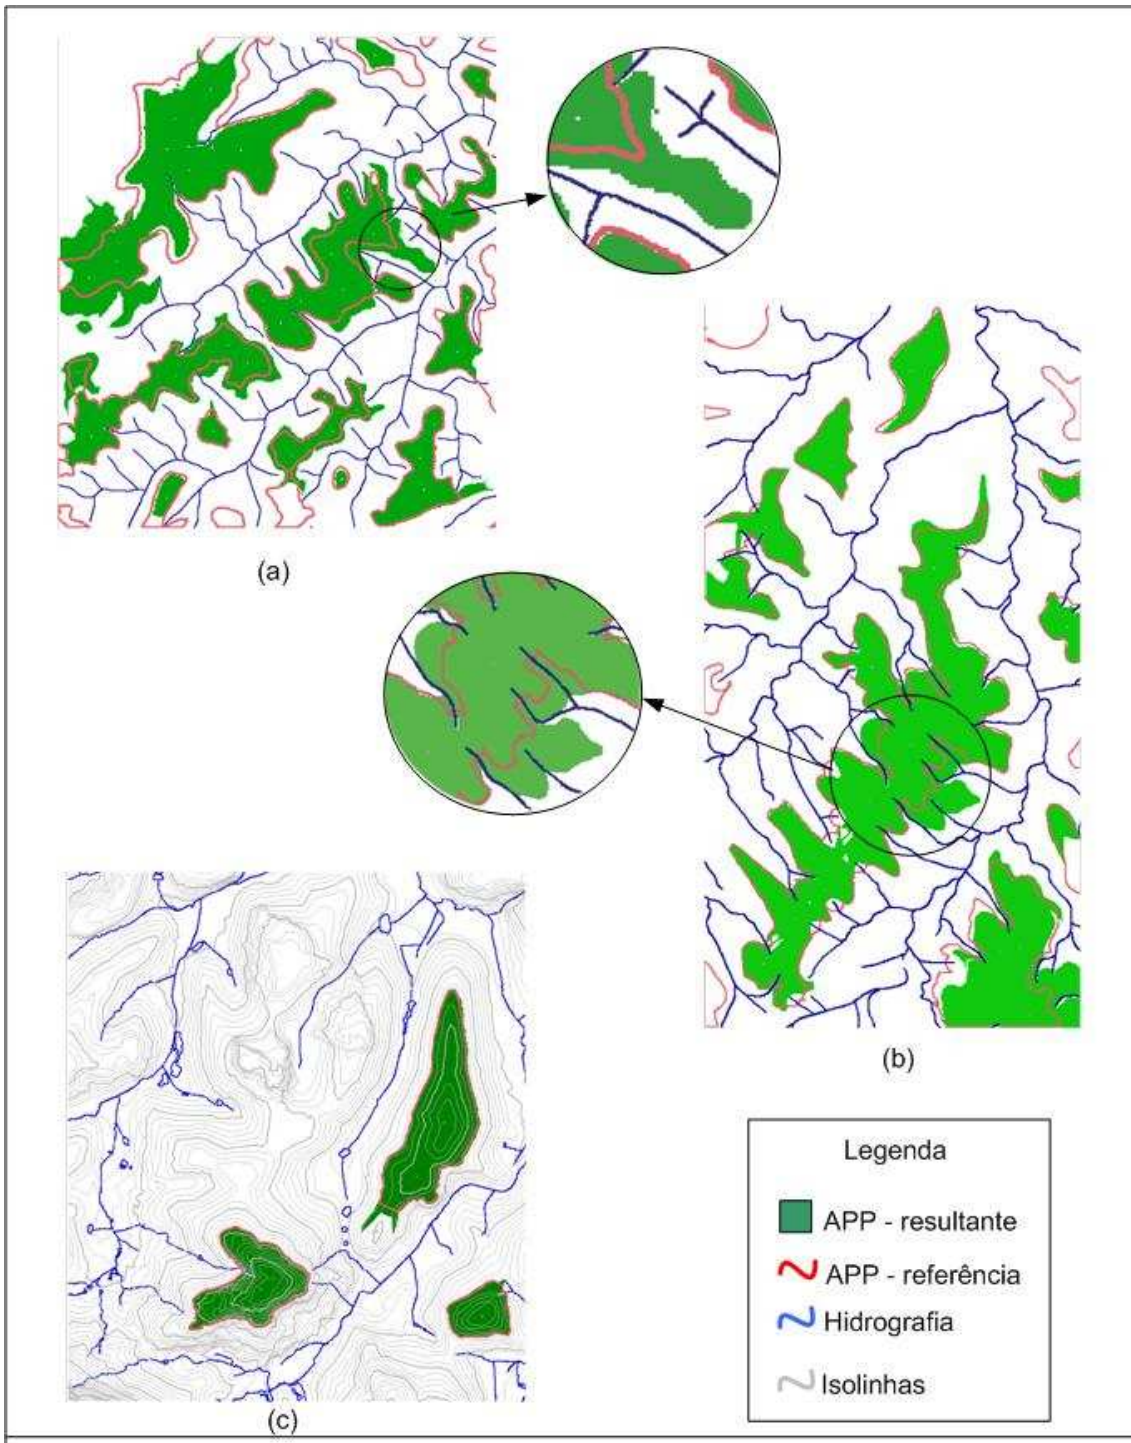 (a)
(b)
(c)
Legenda
APP - resultante
APP - referência
Hidrografia
Isolinhas